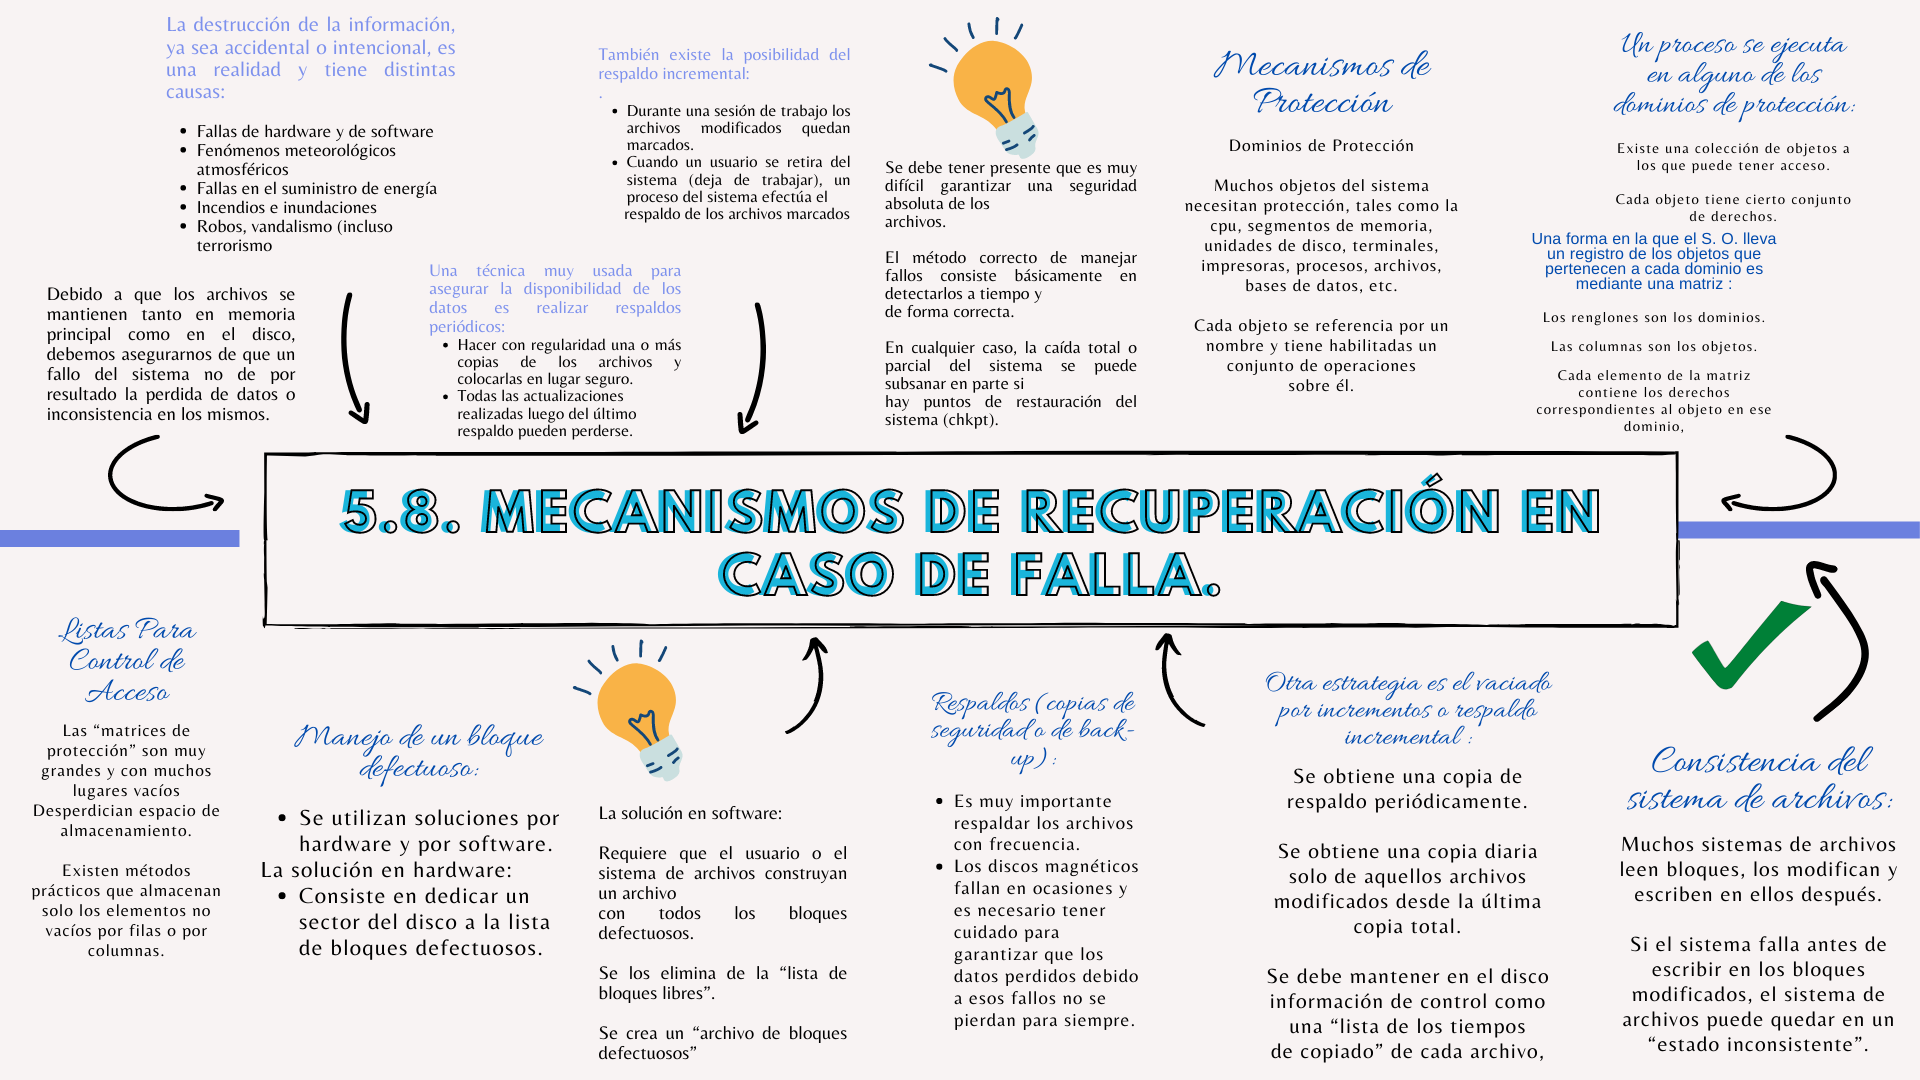 La destrucción de la información,
ya sea accidental o intencional, es
una realidad y tiene distintas
causas:
Fallas de hardware y de software
Fenómenos meteorológicos
atmosféricos
Fallas en el suministro de energía
Incendios e inundaciones
Robos, vandalismo (incluso
terrorismo
Debido a que los archivos se
mantienen tanto en memoria
principal como en el disco,
debemos asegurarnos de que un
fallo del sistema no de por
resultado la perdida de datos o
inconsistencia en los mismos.
También existe la posibilidad del
respaldo incremental:
.
Durante una sesión de trabajo los
archivos modificados quedan
marcados.
Cuando un usuario se retira del
sistema (deja de trabajar), un
proceso del sistema efectúa el
respaldo de los archivos marcados
Una técnica muy usada para
asegurar la disponibilidad de los
datos es realizar respaldos
periódicos:
Hacer con regularidad una o más
copias de los archivos y
colocarlas en lugar seguro.
Todas las actualizaciones
realizadas luego del último
respaldo pueden perderse.
Se debe tener presente que es muy
difícil garantizar una seguridad
absoluta de los
archivos.
El método correcto de manejar
fallos consiste básicamente en
detectarlos a tiempo y
de forma correcta.
En cualquier caso, la caída total o
parcial del sistema se puede
subsanar en parte si
hay puntos de restauración del
sistema (chkpt).
Mecanismos de
Protección
Dominios de Protección
Muchos objetos del sistema
necesitan protección, tales como la
cpu, segmentos de memoria,
unidades de disco, terminales,
impresoras, procesos, archivos,
bases de datos, etc.
Cada objeto se referencia por un
nombre y tiene habilitadas un
conjunto de operaciones
sobre él.
Un proceso se ejecuta
en alguno de los
dominios de protección:
Existe una colección de objetos a
los que puede tener acceso.
Cada objeto tiene cierto conjunto
de derechos.
Una forma en la que el S. O. lleva
un registro de los objetos que
pertenecen a cada dominio es
mediante una matriz :
Los renglones son los dominios.
Las columnas son los objetos.
Cada elemento de la matriz
contiene los derechos
correspondientes al objeto en ese
dominio,
5.8. MECANISMOS DE RECUPERACIÓN EN
CASO DE FALLA.
Listas Para
Control de
Acceso
Las “matrices de
protección” son muy
grandes y con muchos
lugares vacíos
Desperdician espacio de
almacenamiento.
Existen métodos
prácticos que almacenan
solo los elementos no
vacíos por filas o por
columnas.
Manejo de un bloque
defectuoso:
Se utilizan soluciones por
hardware y por software.
La solución en hardware:
Consiste en dedicar un
sector del disco a la lista
de bloques defectuosos.
La solución en software:
Requiere que el usuario o el
sistema de archivos construyan
un archivo
con todos los bloques
defectuosos.
Se los elimina de la “lista de
bloques libres”.
Se crea un “archivo de bloques
defectuosos”
Respaldos (copias de
seguridad o de back-
up) :
Es muy importante
respaldar los archivos
con frecuencia.
Los discos magnéticos
fallan en ocasiones y
es necesario tener
cuidado para
garantizar que los
datos perdidos debido
a esos fallos no se
pierdan para siempre.
Otra estrategia es el vaciado
por incrementos o respaldo
incremental :
Se obtiene una copia de
respaldo periódicamente.
Se obtiene una copia diaria
solo de aquellos archivos
modificados desde la última
copia total.
Se debe mantener en el disco
información de control como
una “lista de los tiempos
de copiado” de cada archivo,
Consistencia del
sistema de archivos:
Muchos sistemas de archivos
leen bloques, los modifican y
escriben en ellos después.
Si el sistema falla antes de
escribir en los bloques
modificados, el sistema de
archivos puede quedar en un
“estado inconsistente”.